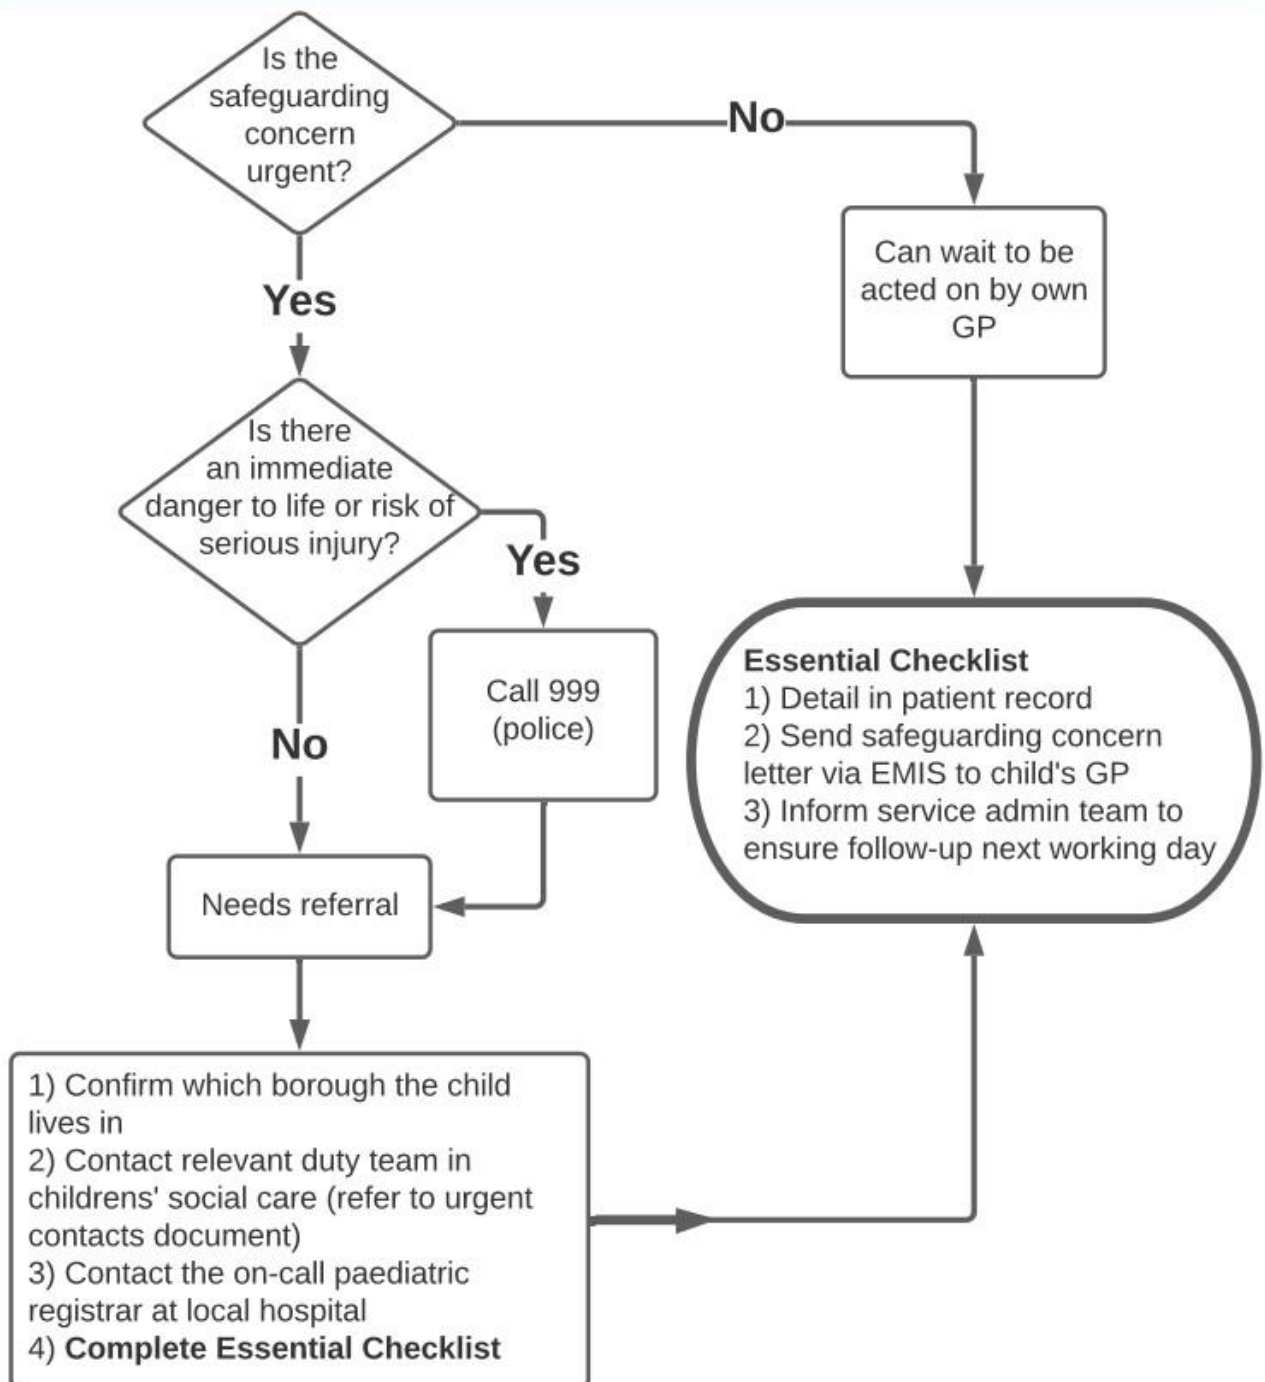 Is the
safeguarding
concern
urgent?
No
Can wait to be
acted on by own
GP
Yes
Is there
an immediate
danger to life or risk of
serious injury?
Yes
Call 999
(police)
No
Needs referral
Essential Checklist
1) Detail in patient record
2) Send safeguarding concern
letter via EMIS to child's GP
3) Inform service admin team to
ensure follow-up next working day
1) Confirm which borough the child
lives in
2) Contact relevant duty team in
childrens' social care (refer to urgent
contacts document)
3) Contact the on-call paediatric
registrar at local hospital
4) Complete Essential Checklist